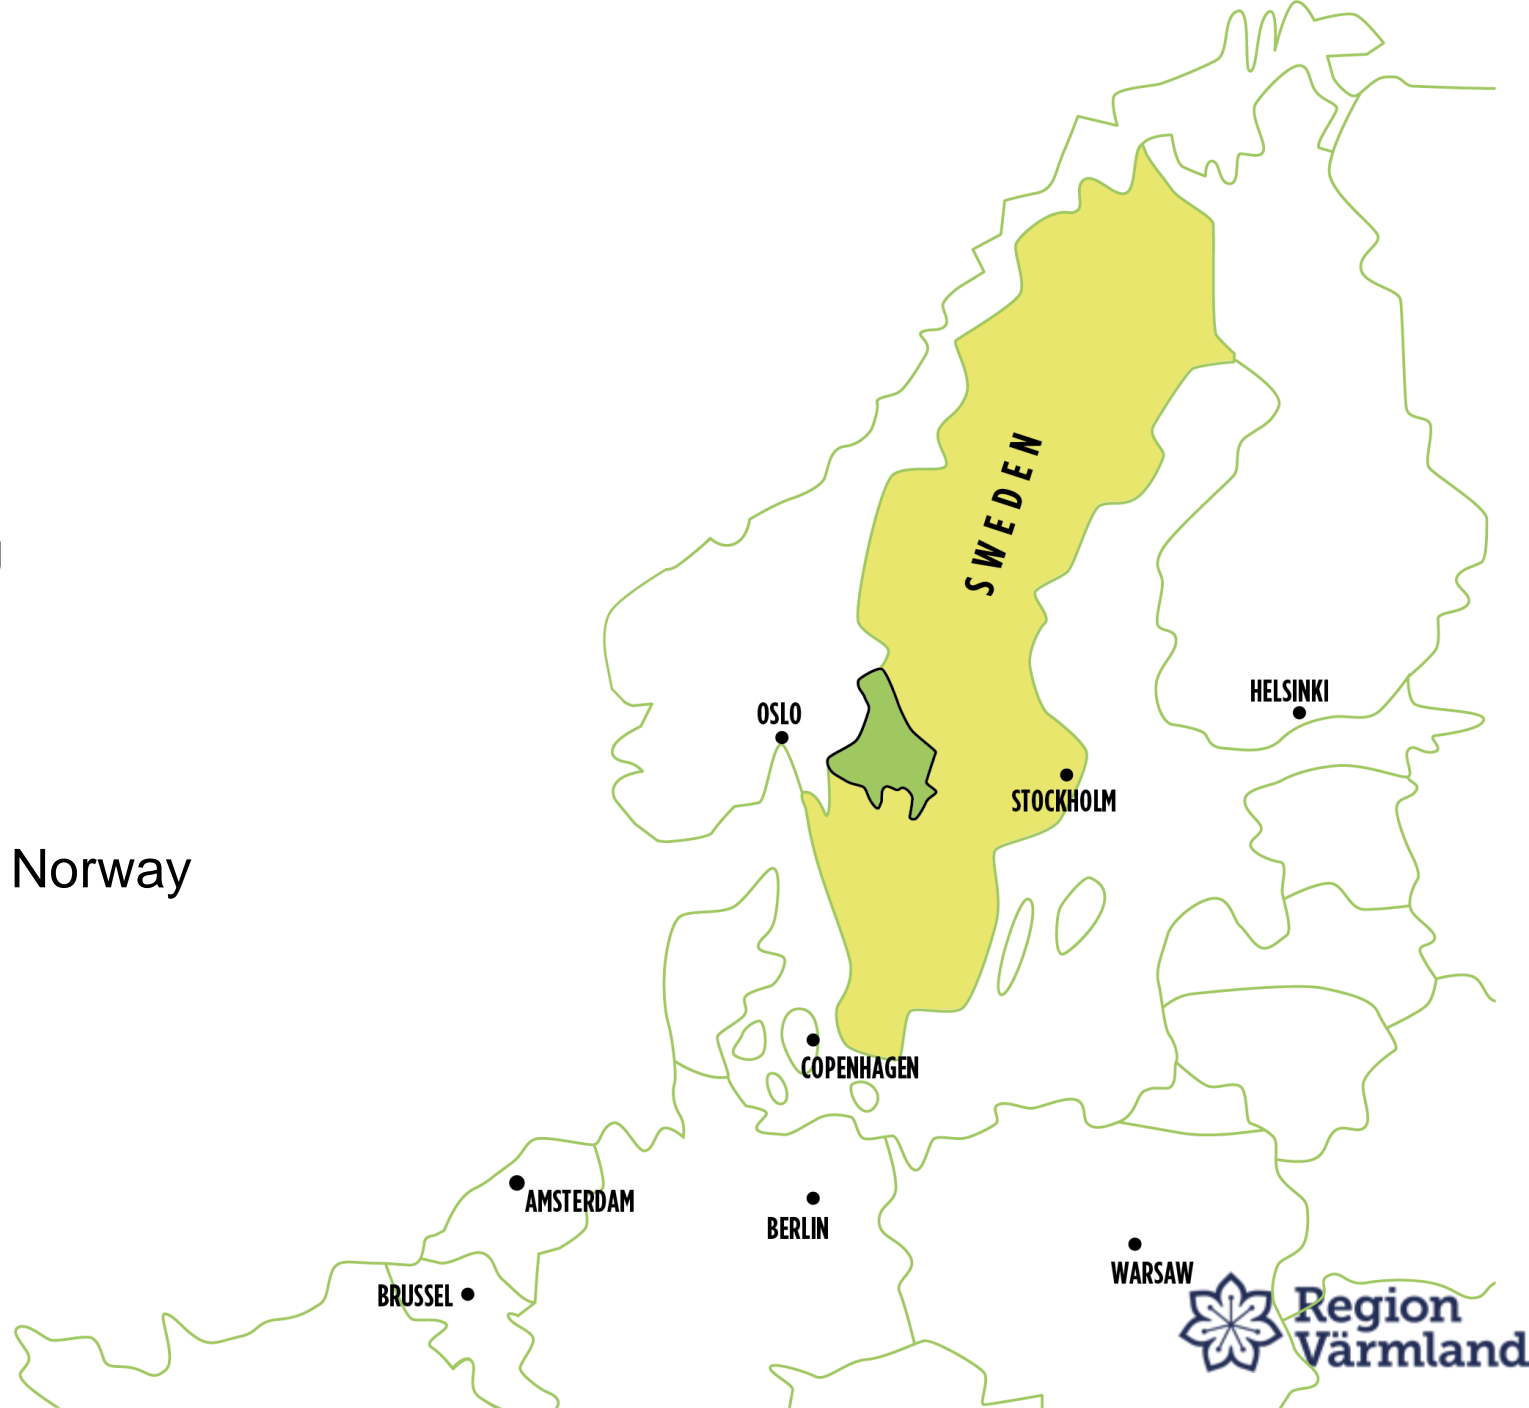 SWEDEN
HELSINKI
OSLO
STOCKHOLM
Norway
COPENHAGEN
AMSTERDAM
BERLIN
WARSAW
BRUSSEL
Region
Värmland